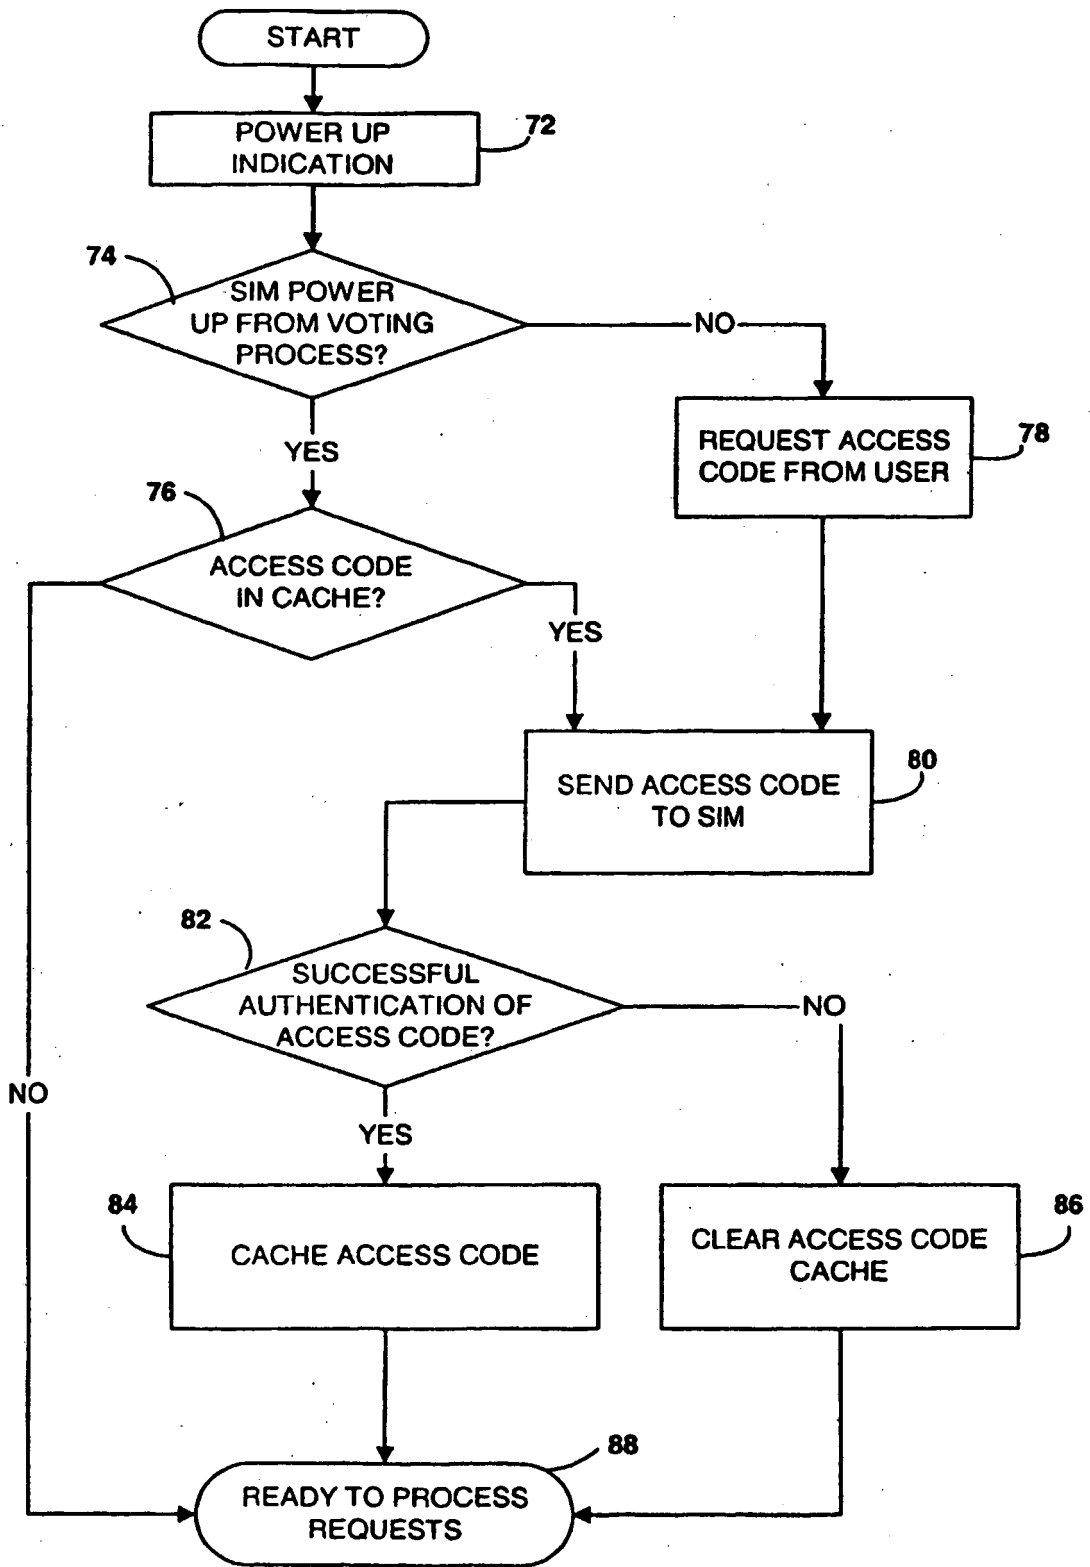 START
POWER UP
INDICATION
72
74
SIM POWER
UP FROM VOTING
PROCESS?
NO
YES
REQUEST ACCESS
CODE FROM USER
78
76
ACCESS CODE
IN CACHE?
YES
SEND ACCESS CODE
TO SIM
80
82
SUCCESSFUL
AUTHENTICATION OF
ACCESS CODE?
NO
NO
YES
84
CACHE ACCESS CODE
CLEAR ACCESS CODE
CACHE
86
88
READY TO PROCESS
REQUESTS